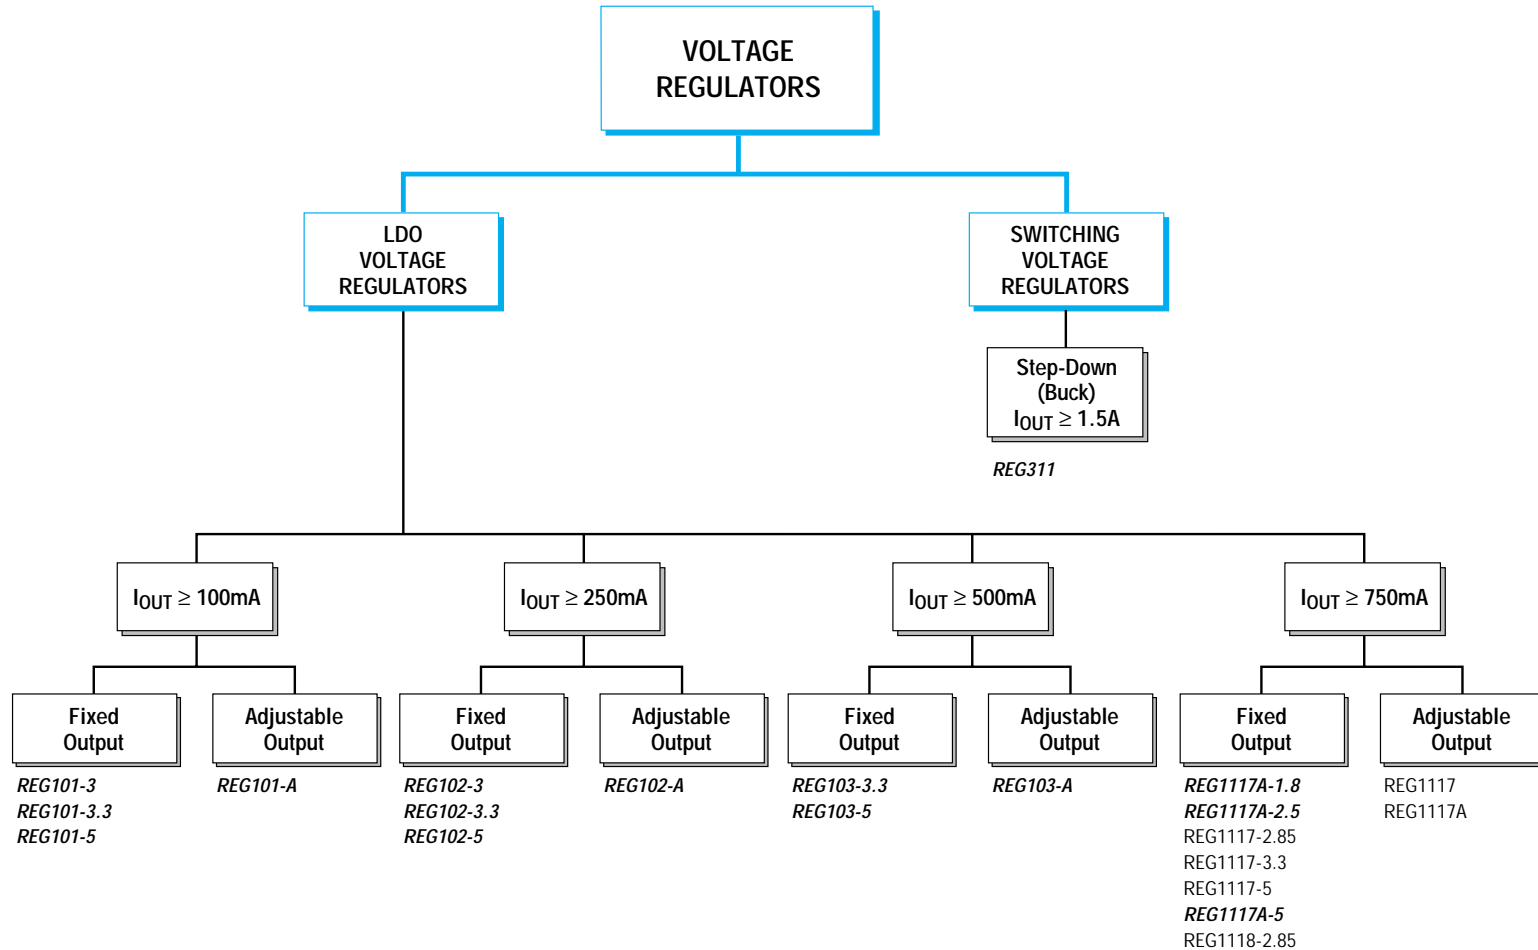 VOLTAGE
REGULATORS
LDO
VOLTAGE
REGULATORS
SWITCHING
VOLTAGE
REGULATORS
Step-Down
(Buck)
IOUT ≥ 1.5A
REG311
IOUT ≥ 100mA
IOUT ≥ 250mA
IOUT ≥ 500mA
IOUT ≥ 750mA
Fixed
Output
REG101-3
REG101-3.3
REG101-5
Adjustable
Output
REG101-A
Fixed
Output
REG102-3
REG102-3.3
REG102-5
Adjustable
Output
REG102-A
Fixed
Output
REG103-3.3
REG103-5
Adjustable
Output
REG103-A
Fixed
Output
REG1117A-1.8
REG1117A-2.5
REG1117-2.85
REG1117-3.3
REG1117-5
REG1117A-5
REG1118-2.85
Adjustable
Output
REG1117
REG1117A